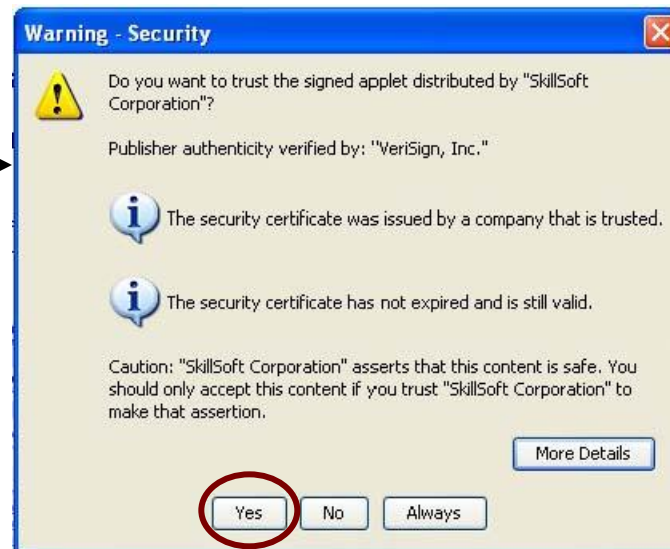 Warning - Security
Do you want to trust the signed applet distributed by "SkillSoft
Corporation"?
Publisher authenticity verified by: "VeriSign, Inc."
The security certificate was issued by a company that is trusted.
The security certificate has not expired and is still valid.
Caution: "SkillSoft Corporation" asserts that this content is safe. You
should only accept this content if you trust "SkillSoft Corporation" to
make that assertion.
More Details
Yes No Always